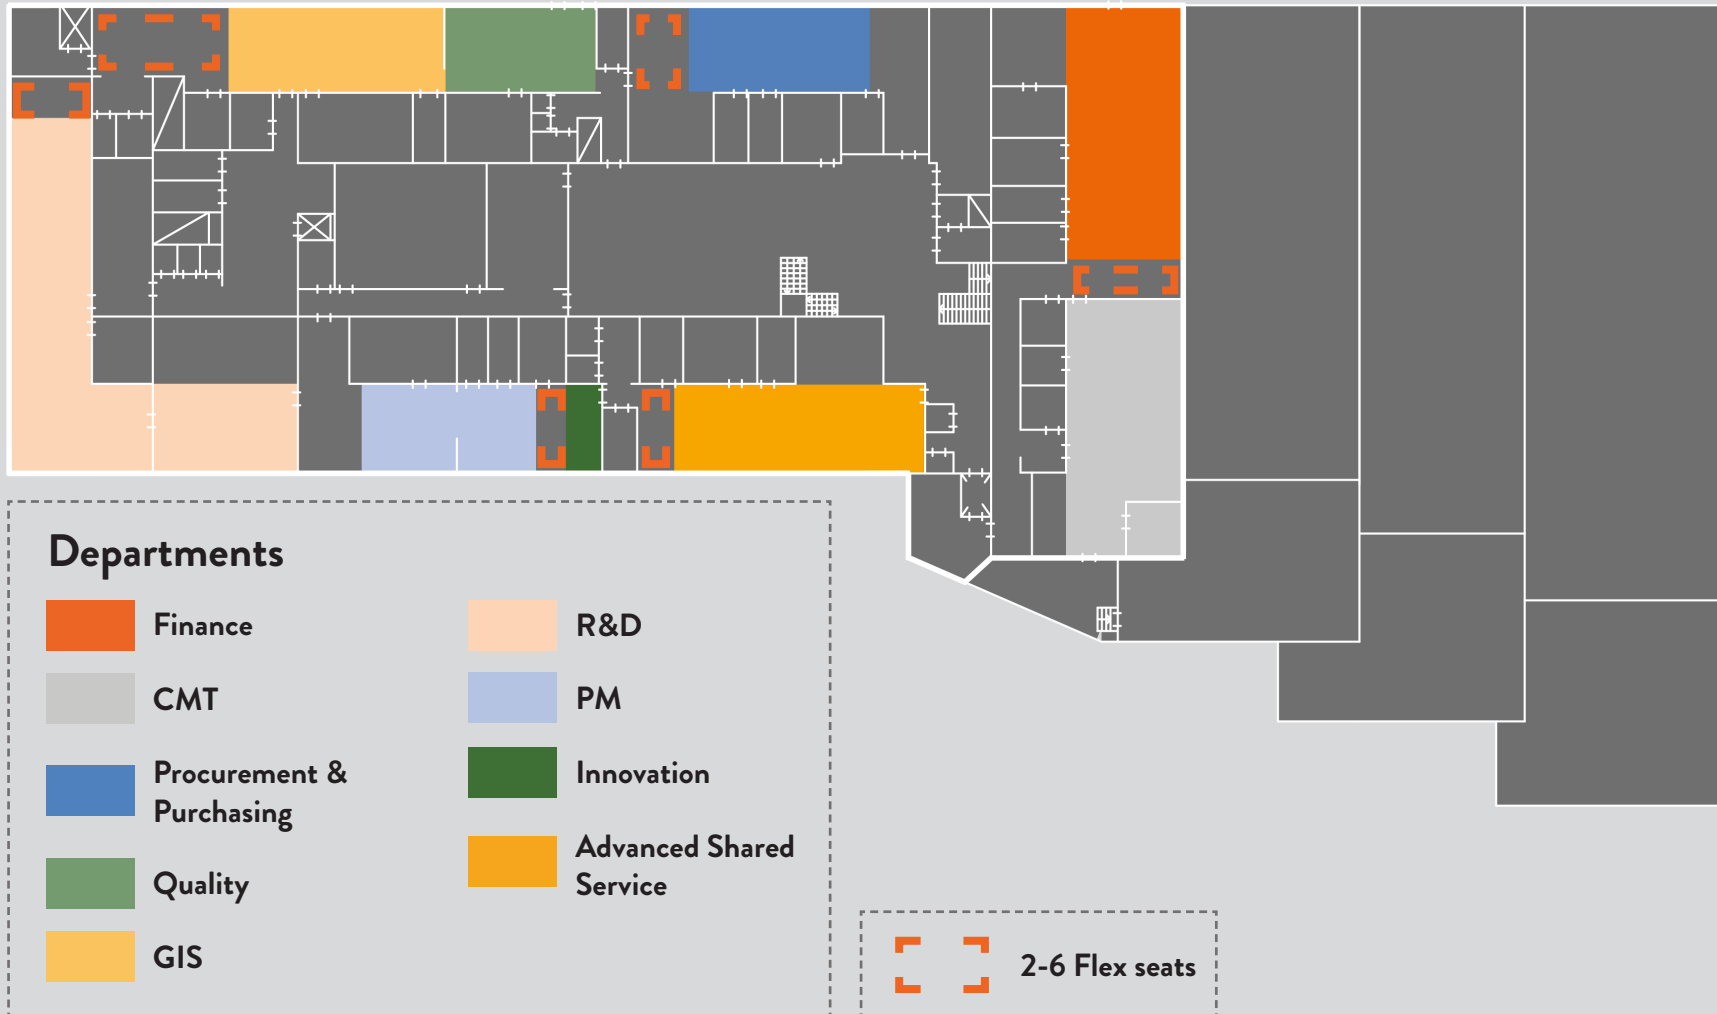 Departments
Finance
CMT
Procurement &
Purchasing
Quality
GIS
R&D
PM
Innovation
Advanced Shared
Service
2-6 Flex seats